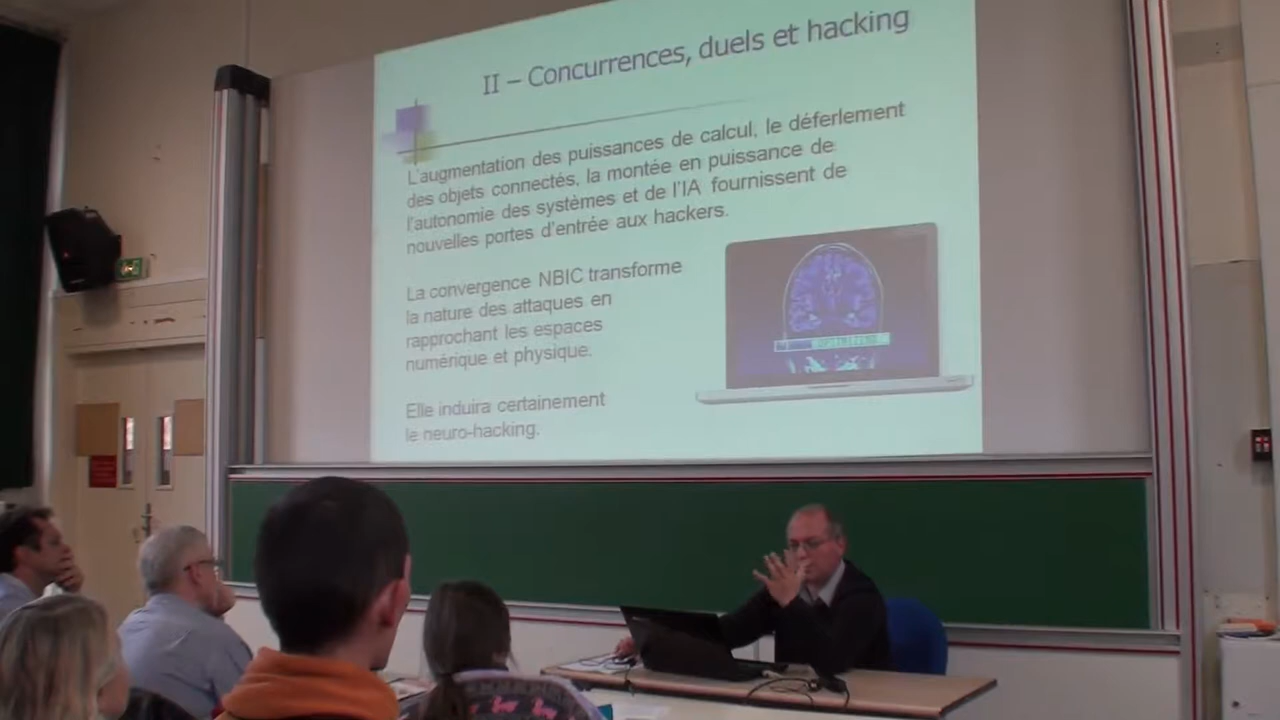 II – Concurrences, duels et hacking
L'augmentation des puissances de calcul, le déferlement
des objets connectés, la montée en puissance de
l'autonomie des systèmes et de l'IA fournissent de
nouvelles portes d'entrée aux hackers.
La convergence NBIC transforme
la nature des attaques en
rapprochant les espaces
numérique et physique.
Elle induira certainement
le neuro-hacking.